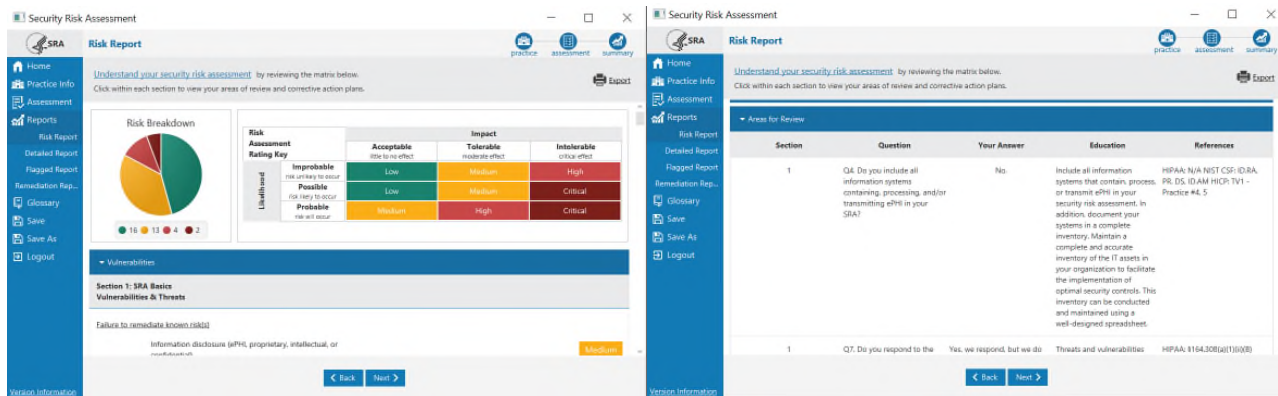 Security Risk Assessment
SRA
Risk Report
practice
assessment
summary
Home
Practice Info
Assessment
Reports
Risk Report
Detailed Report
Flagged Report
Remediation Rep...
Glossary
Save
Save As
Logout
Version Information
Understand your security risk assessment by reviewing the matrix below.
Click within each section to view your areas of review and corrective action plans.
Export
Risk Breakdown
16 13 4 2
Risk
Assessment
Rating Key
Impact
Acceptable
little to no effect
Tolerable
moderate effect
Intolerable
critical effect
Likelihood
Improbable
risk unlikely to occur
Low
Medium
High
Possible
risk likely to occur
Low
Medium
Critical
Probable
risk will occur
Medium
High
Critical
Vulnerabilities
Section 1: SRA Basics
Vulnerabilities & Threats
Failure to remediate known risk(s)
Information disclosure (ePHI, proprietary, intellectual, or
confidential)
Medium
< Back
Next >
Security Risk Assessment
SRA
Risk Report
practice
assessment
summary
Home
Practice Info
Assessment
Reports
Risk Report
Detailed Report
Flagged Report
Remediation Rep...
Glossary
Save
Save As
Logout
Version Information
Understand your security risk assessment by reviewing the matrix below.
Click within each section to view your areas of review and corrective action plans.
Export
Areas for Review
Section
Question
Your Answer
Education
References
1
Q4. Do you include all
information systems
containing, processing, and/or
transmitting ePHI in your
SRA?
No.
Include all information
systems that contain, process,
or transmit ePHI in your
security risk assessment. In
addition, document your
systems in a complete
inventory. Maintain a
complete and accurate
inventory of the IT assets in
your organization to facilitate
the implementation of
optimal security controls. This
inventory can be conducted
and maintained using a
well-designed spreadsheet.
HIPAA: N/A NIST CSF: ID.RA,
PR. DS, ID.AM HICP: TV1 -
Practice #4, 5
1
Q7. Do you respond to the
Yes, we respond, but we do
Threats and vulnerabilities
HIPAA: §164.308(a)(1)(ii)(B)
< Back
Next >